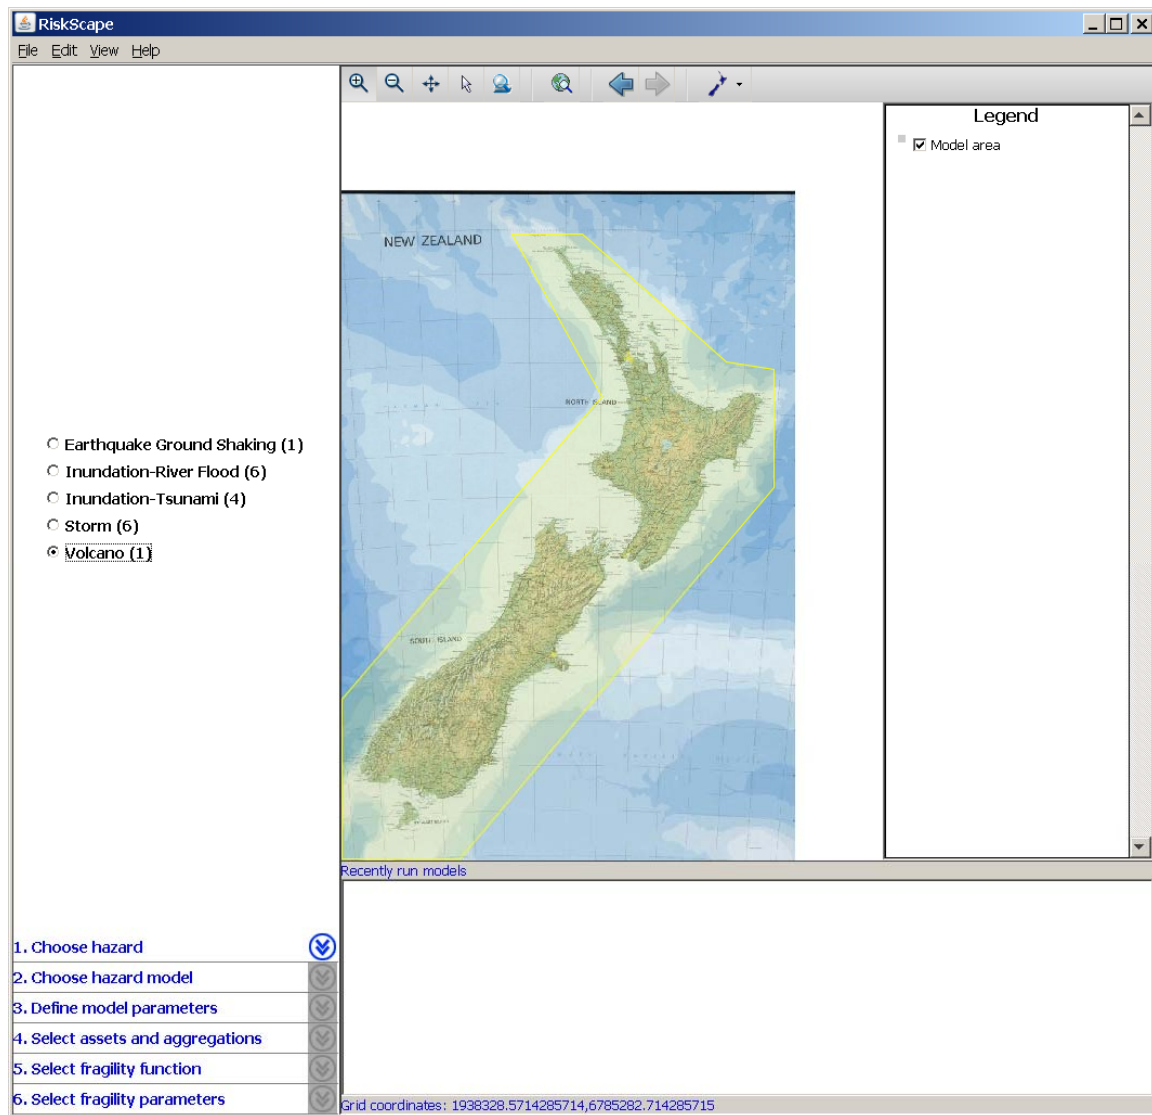 RiskScape
File Edit View Help
Legend
Model area
NEW ZEALAND
NORTH ISLAND
SOUTH ISLAND
Earthquake Ground Shaking (1)
Inundation-River Flood (6)
Inundation-Tsunami (4)
Storm (6)
Volcano (1)
Recently run models
1. Choose hazard
2. Choose hazard model
3. Define model parameters
4. Select assets and aggregations
5. Select fragility function
6. Select fragility parameters
Grid coordinates: 1938328.5714285714,6785282.714285715